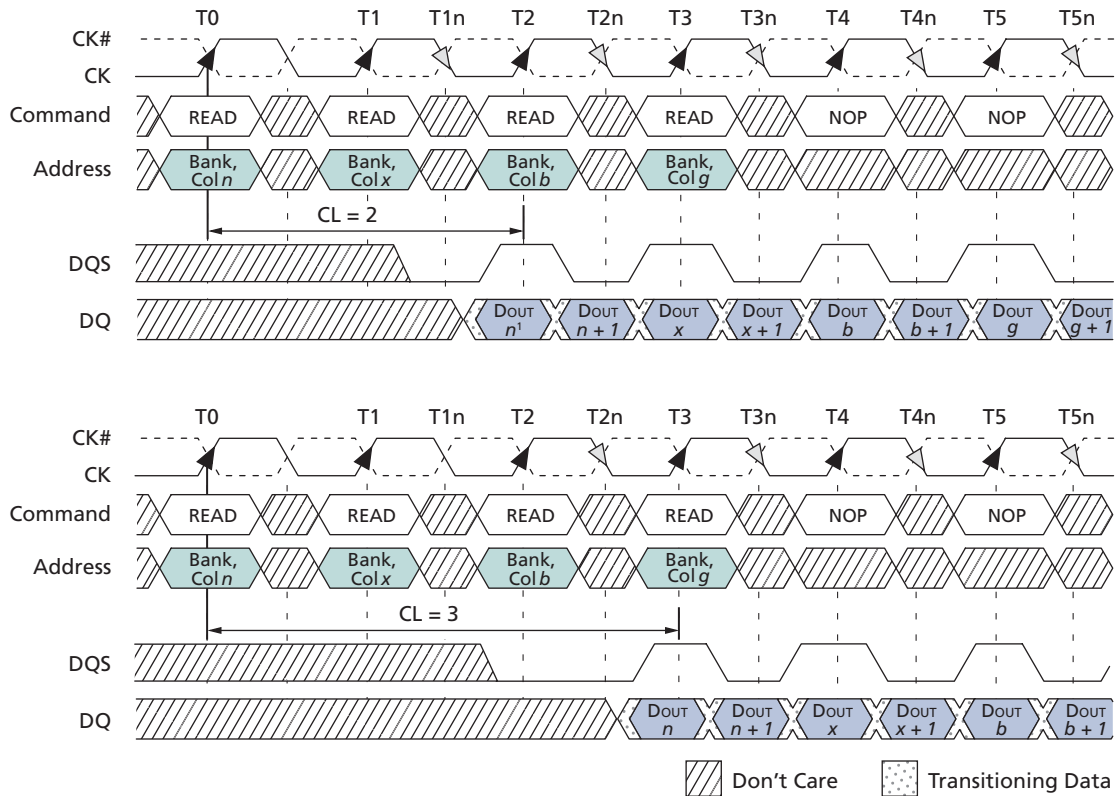 T0 T1 T1n T2 T2n T3 T3n T4 T4n T5 T5n
CK#
CK
Command READ READ READ READ NOP NOP
Address Bank, Col n Bank, Col x Bank, Col b Bank, Col g
CL = 2
DQS
DQ DOUT n¹ DOUT n + 1 DOUT x DOUT x + 1 DOUT b DOUT b + 1 DOUT g DOUT g + 1
T0 T1 T1n T2 T2n T3 T3n T4 T4n T5 T5n
CK#
CK
Command READ READ READ READ NOP NOP
Address Bank, Col n Bank, Col x Bank, Col b Bank, Col g
CL = 3
DQS
DQ DOUT n DOUT n + 1 DOUT x DOUT x + 1 DOUT b DOUT b + 1
Don't Care Transitioning Data